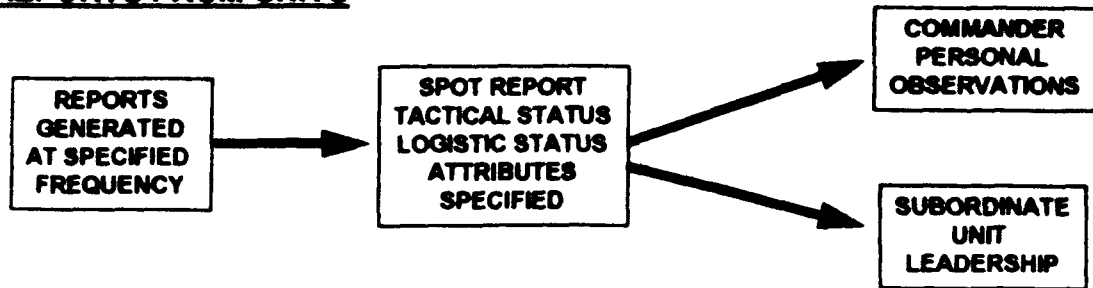 REPORTS
GENERATED
AT SPECIFIED
FREQUENCY
SPOT REPORT
TACTICAL STATUS
LOGISTIC STATUS
ATTRIBUTES
SPECIFIED
COMMANDER
PERSONAL
OBSERVATIONS
SUBORDINATE
UNIT
LEADERSHIP